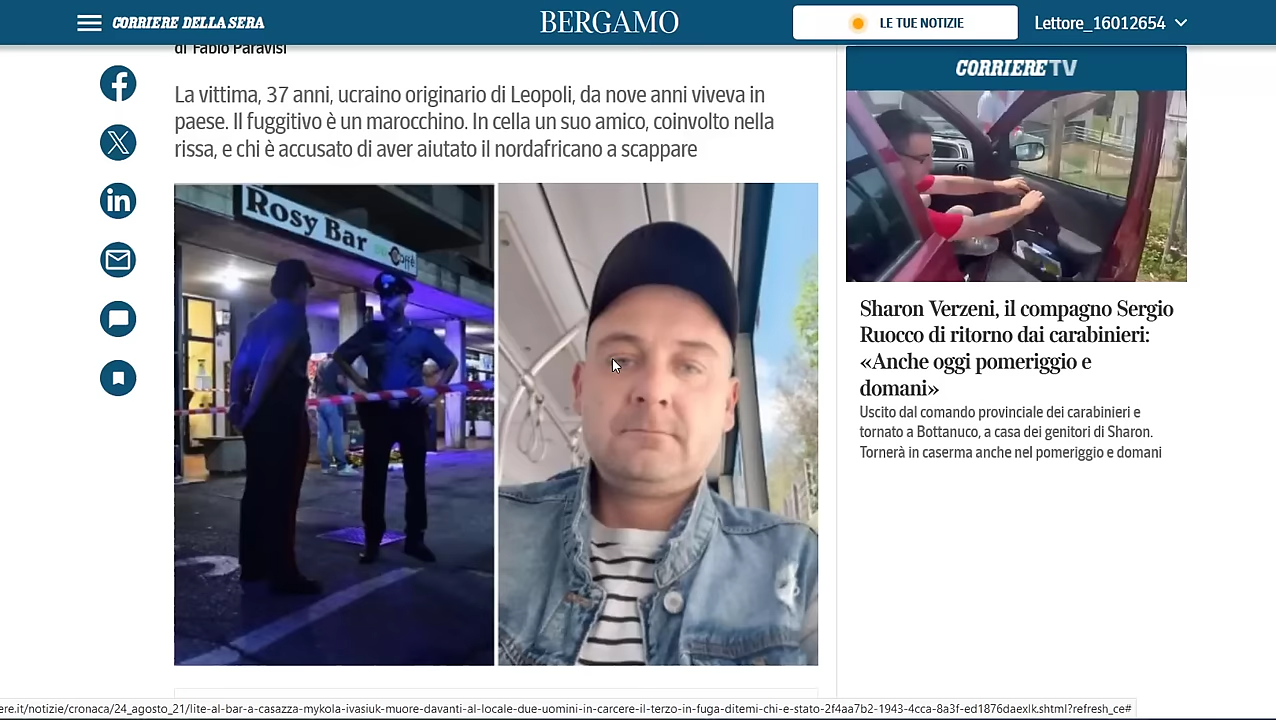 CORRIERE DELLA SERA
BERGAMO
LE TUE NOTIZIE
Lettore_16012654
di Fabio Paravisi
La vittima, 37 anni, ucraino originario di Leopoli, da nove anni viveva in
paese. Il fuggitivo è un marocchino. In cella un suo amico, coinvolto nella
rissa, e chi è accusato di aver aiutato il nordafricano a scappare
Rosy Bar
Caffè
CORRIERE TV
Sharon Verzeni, il compagno Sergio
Ruocco di ritorno dai carabinieri:
«Anche oggi pomeriggio e
domani»
Uscito dal comando provinciale dei carabinieri e
tornato a Bottanuco, a casa dei genitori di Sharon.
Tornerà in caserma anche nel pomeriggio e domani
ere.it/notizie/cronaca/24_agosto_21/lite-al-bar-a-casazza-mykola-ivasiuk-muore-davanti-al-locale-due-uomini-in-carcere-il-terzo-in-fuga-ditemi-chi-e-stato-2f4aa7b2-1943-4cca-8a3f-ed1876daexlk.shtml?refresh_ce#